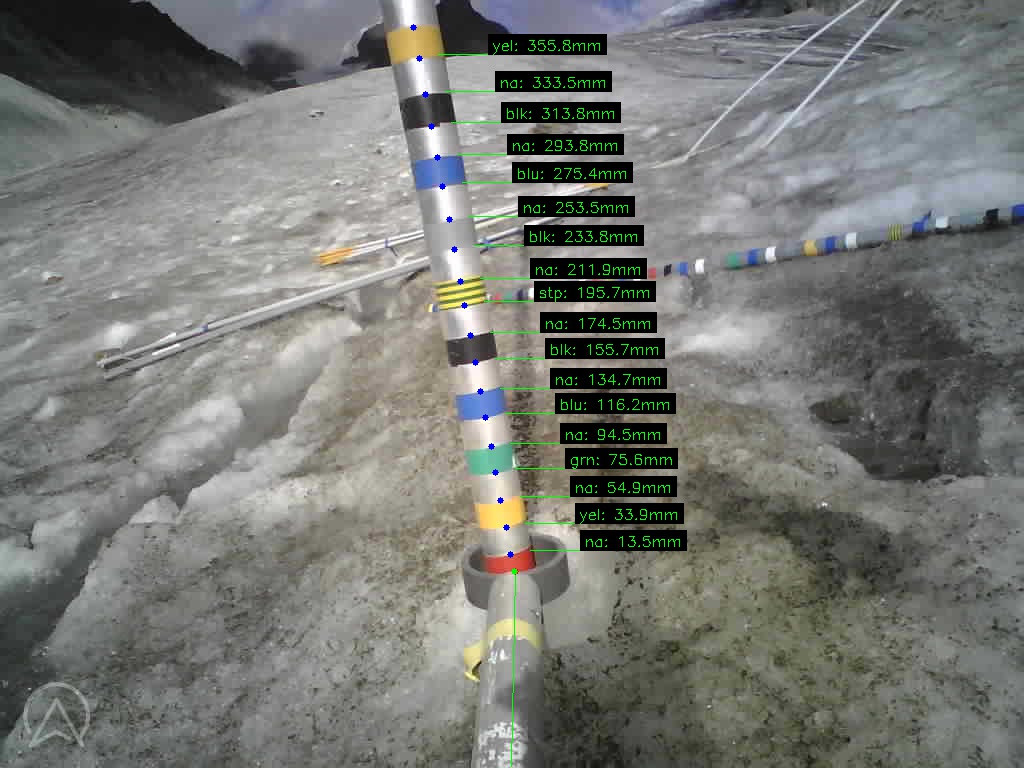 yel: 355.8mm
na: 333.5mm
blk: 313.8mm
na: 293.8mm
blu: 275.4mm
na: 253.5mm
blk: 233.8mm
na: 211.9mm
stp: 195.7mm
na: 174.5mm
blk: 155.7mm
na: 134.7mm
blu: 116.2mm
na: 94.5mm
grn: 75.6mm
na: 54.9mm
yel: 33.9mm
na: 13.5mm